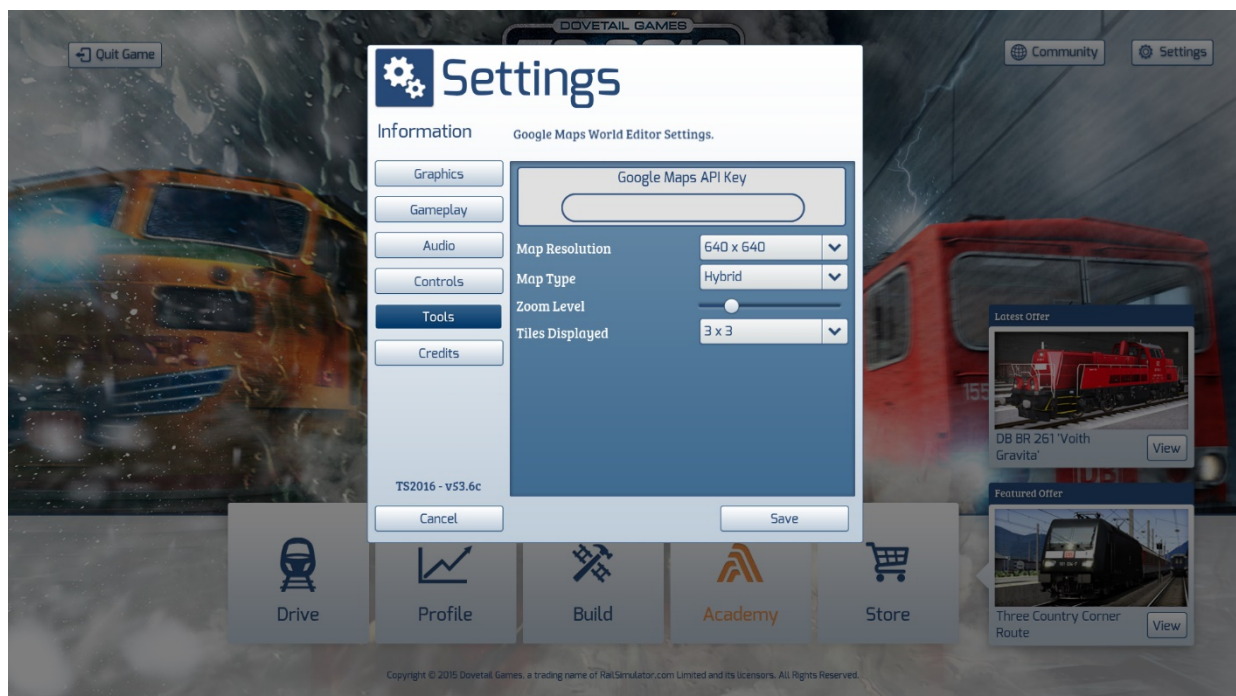 DOVETAIL GAMES
Quit Game
Community
Settings
Settings
Information
Google Maps World Editor Settings.
Graphics
Gameplay
Audio
Controls
Tools
Credits
Google Maps API Key
Map Resolution
640 x 640
Map Type
Hybrid
Zoom Level
Tiles Displayed
3 x 3
TS2016 - v53.6c
Cancel
Save
155
Latest Offer
DB BR 261 'Voith
Gravita'
View
Featured Offer
Three Country Corner
Route
View
Drive
Profile
Build
Academy
Store
Copyright © 2015 Dovetail Games, a trading name of RailSimulator.com Limited and its licensors. All Rights Reserved.